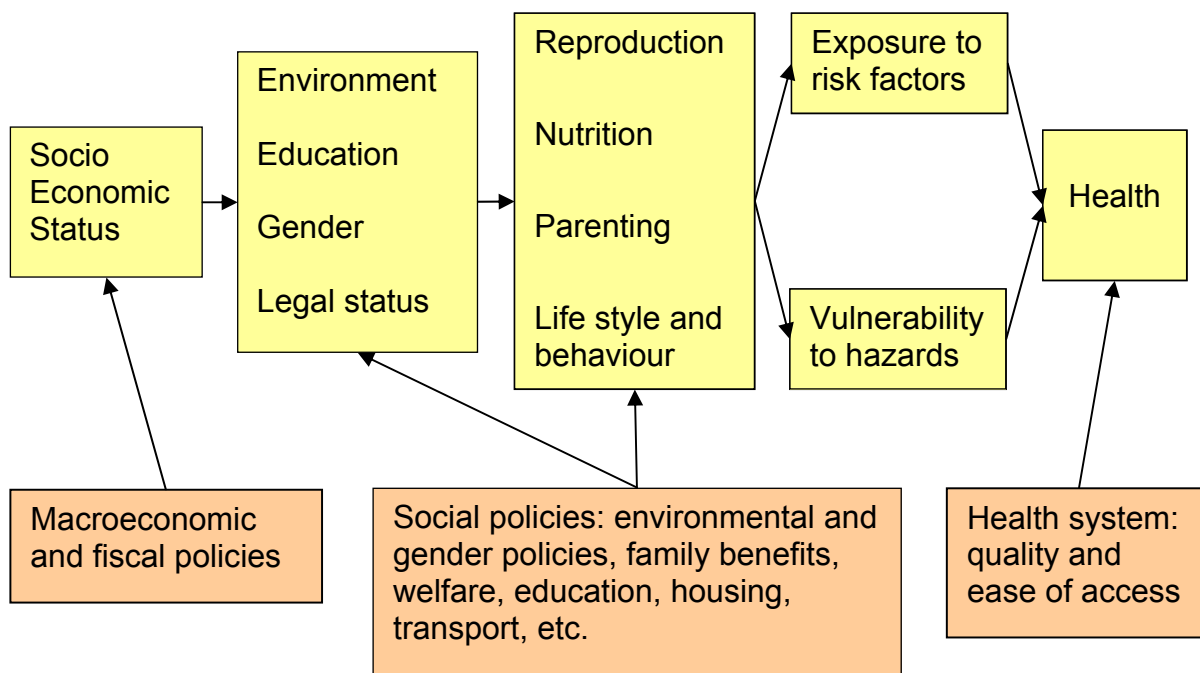 Socio
Economic
Status
Environment
Education
Gender
Legal status
Reproduction
Nutrition
Parenting
Life style and
behaviour
Exposure to
risk factors
Vulnerability
to hazards
Health
Macroeconomic
and fiscal policies
Social policies: environmental and
gender policies, family benefits,
welfare, education, housing,
transport, etc.
Health system:
quality and
ease of access